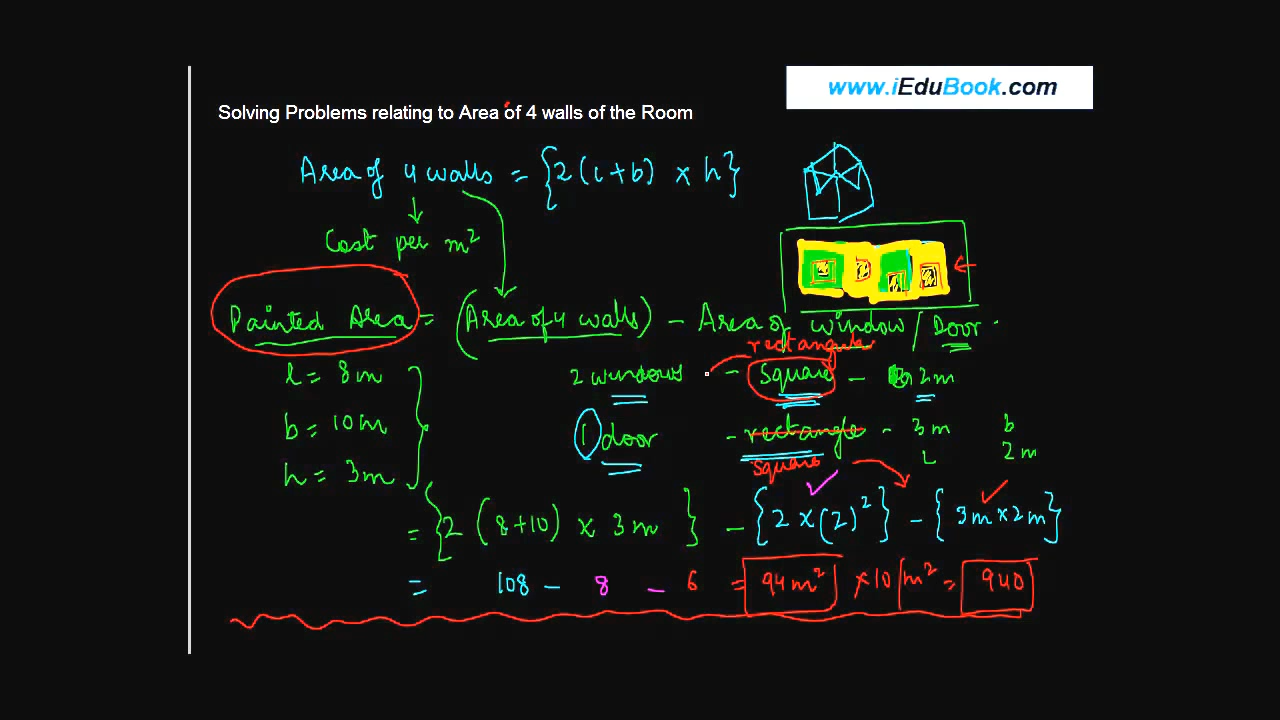 www.iEduBook.com
Solving Problems relating to Area of 4 walls of the Room
Area of 4 walls = {2(l+b) × h}
Cost per m²
Painted Area = (Area of 4 walls) - Area of window / Door.
rectangular
l = 8m 2 windows - square - 2m
b = 10m 1 door - rectangle - 3m b
square L 2m
h = 3m
= {2 (8+10) × 3m} - {2 × (2)²} - {3m × 2m}
= 108 - 8 - 6 = 94m² × 10/m² = 940